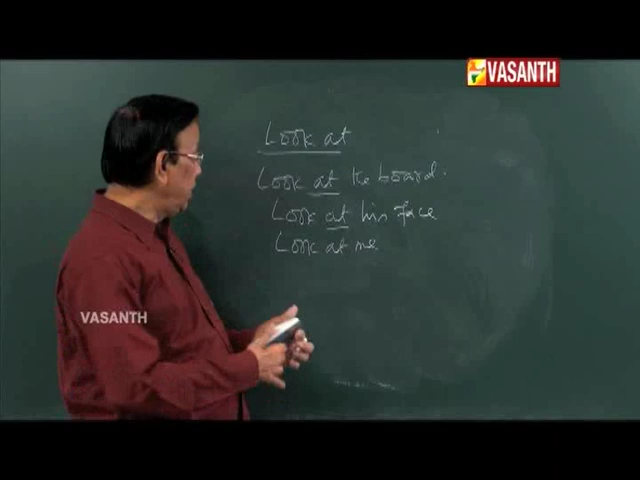 VASANTH
Look at
Look at the board.
Look at his face
Look at me
VASANTH